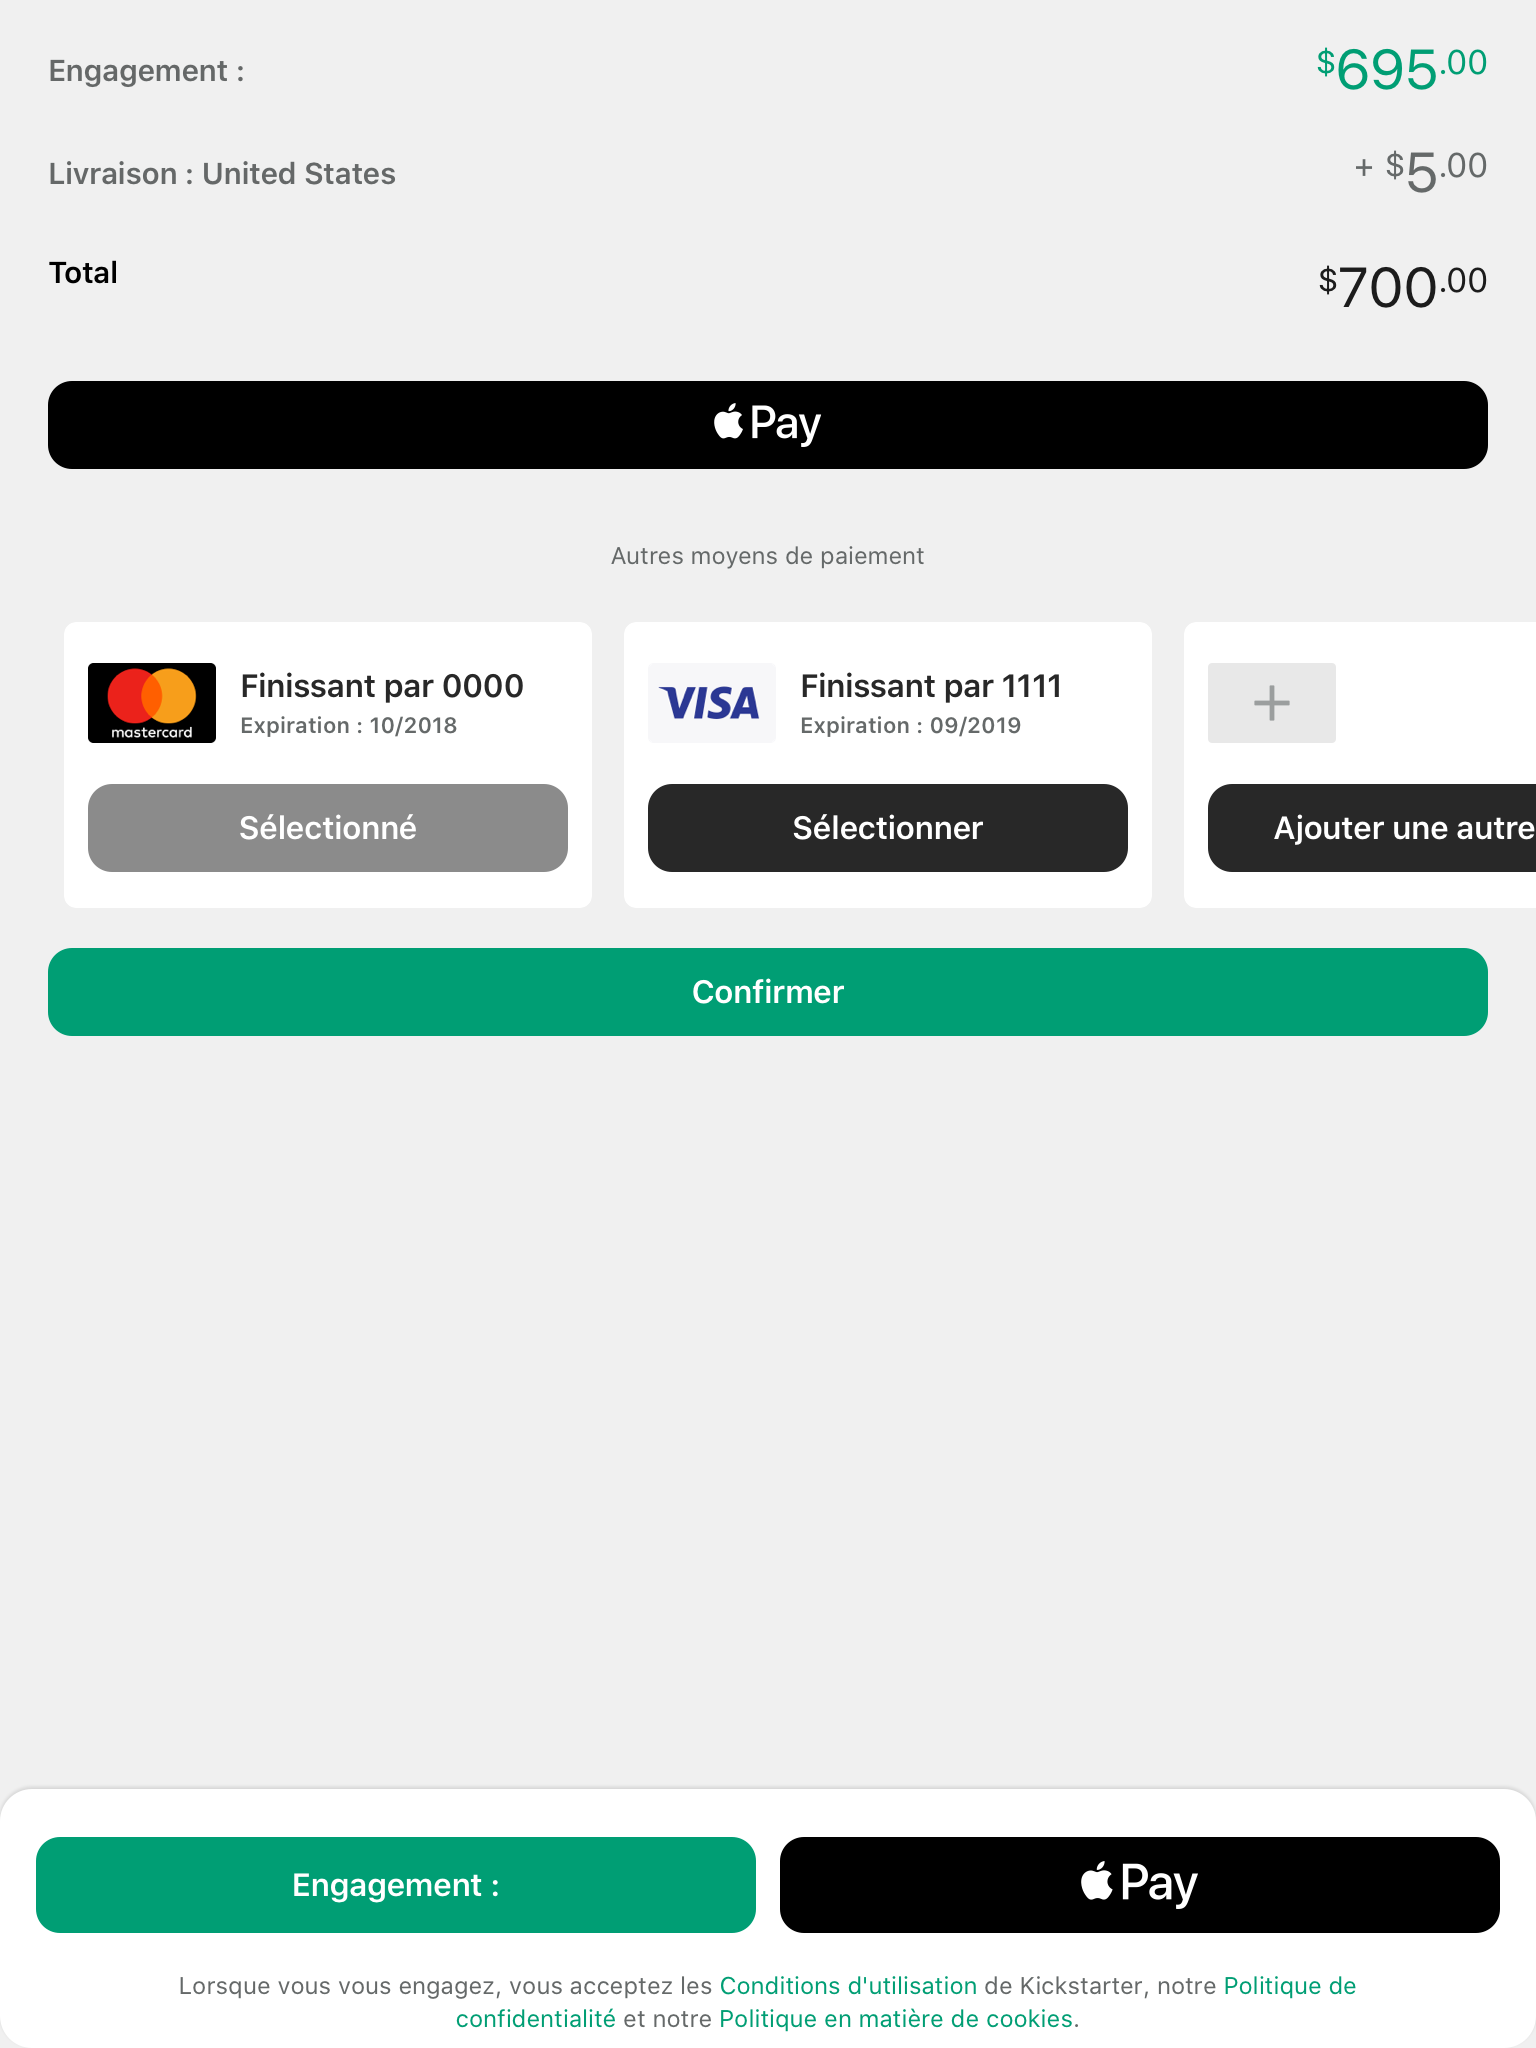 Engagement :
$695.00
Livraison : United States
+ $5.00
Total
$700.00
Pay
Autres moyens de paiement
mastercard
Finissant par 0000
Expiration : 10/2018
Sélectionné
VISA
Finissant par 1111
Expiration : 09/2019
Sélectionner
+
Ajouter une autre
Confirmer
Engagement :
Pay
Lorsque vous vous engagez, vous acceptez les Conditions d'utilisation de Kickstarter, notre Politique de
confidentialité et notre Politique en matière de cookies.